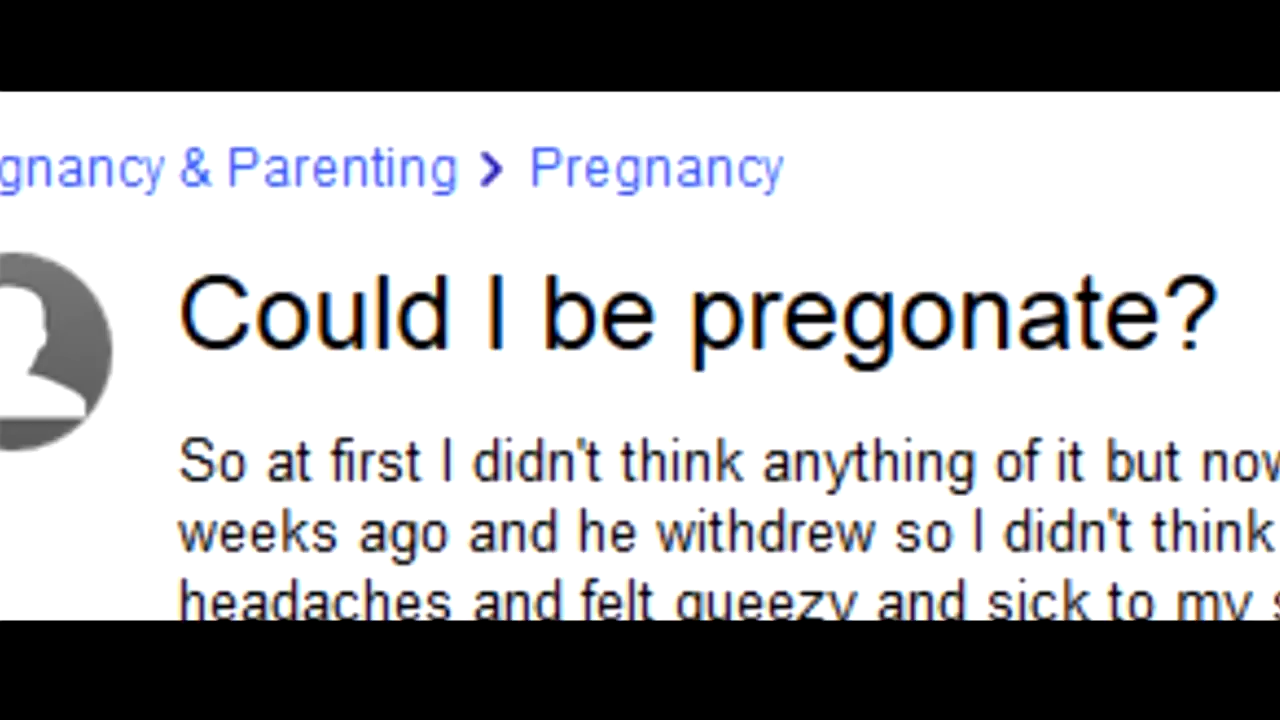 gnancy & Parenting > Pregnancy
Could I be pregonate?
So at first I didn't think anything of it but now
weeks ago and he withdrew so I didn't think
headaches and felt queezy and sick to my s